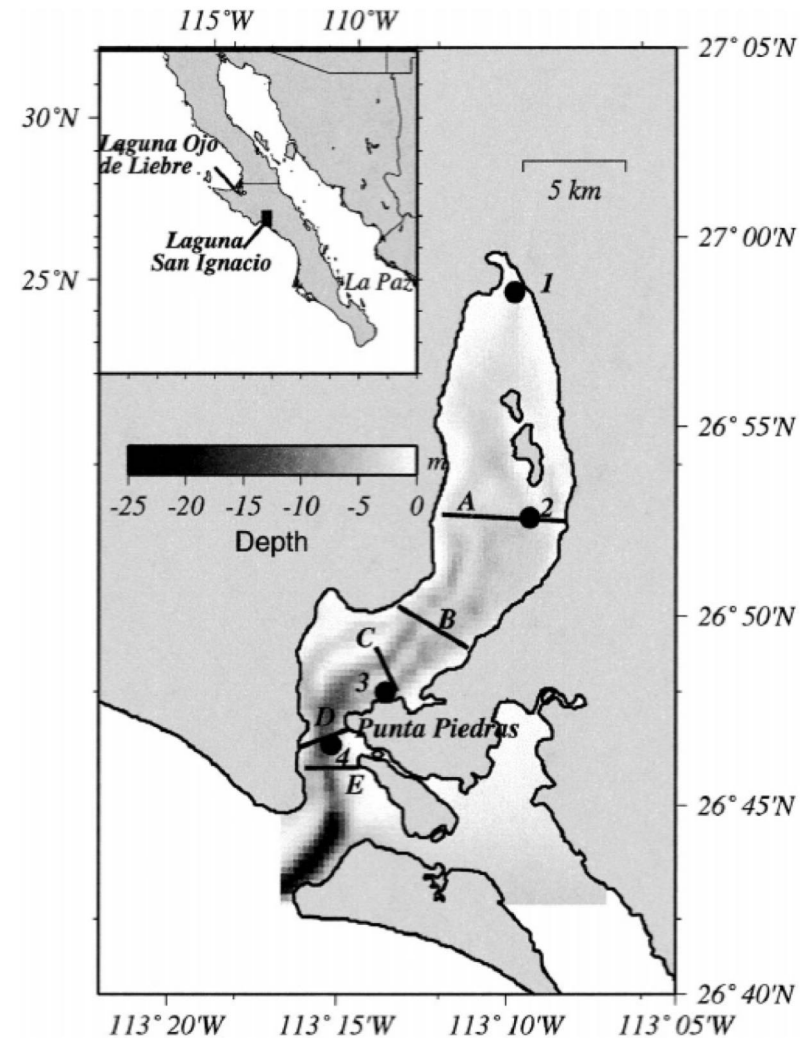 115°W 110°W
27°05'N
30°N
Laguna Ojo
de Liebre
5 km
27°00'N
Laguna
San Ignacio
25°N
La Paz
1
26°55'N
m
-25 -20 -15 -10 -5 0
Depth
A
2
26°50'N
B
C
3
D
Punta Piedras
4
E
26°45'N
26°40'N
113°20'W 113°15'W 113°10'W 113°05'W